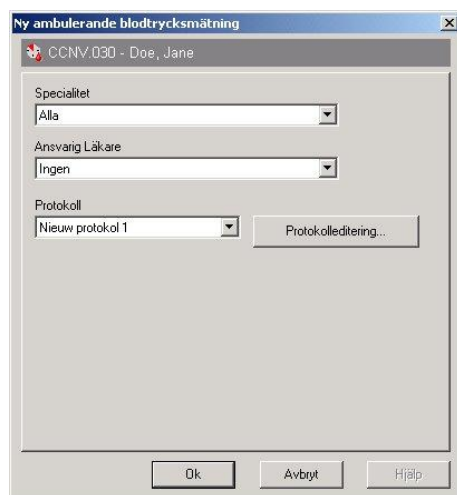 Ny ambulerande blodtrycksmätning
CCNV.030 - Doe, Jane
Specialitet
Alla
Ansvarig Läkare
Ingen
Protokoll
Nieuw protokol 1
Protokolleditering...
Ok
Avbryt
Hjälp